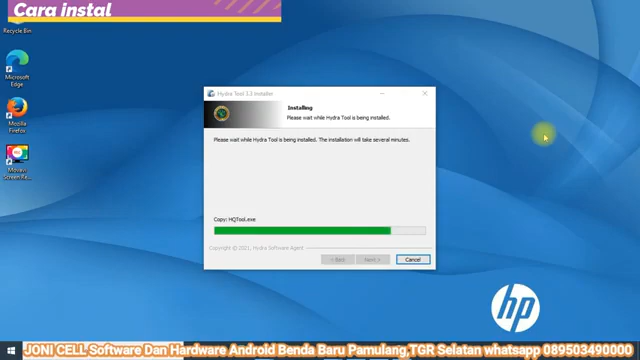 Cara instal
Recycle Bin
Microsoft
Edge
Mozilla
Firefox
Movavi
Screen Re...
Hydra Tool 1.1 Installer
Installing
Please wait while Hydra Tool is being installed.
Please wait while Hydra Tool is being installed. The installation will take several minutes.
Copy: HQTool.exe
Copyright © 2021, Hydra Software Agent
< Back
Next >
Cancel
hp
JONI CELL Software Dan Hardware Android Benda Baru Pamulang,TGR Selatan whatsapp 089503490000